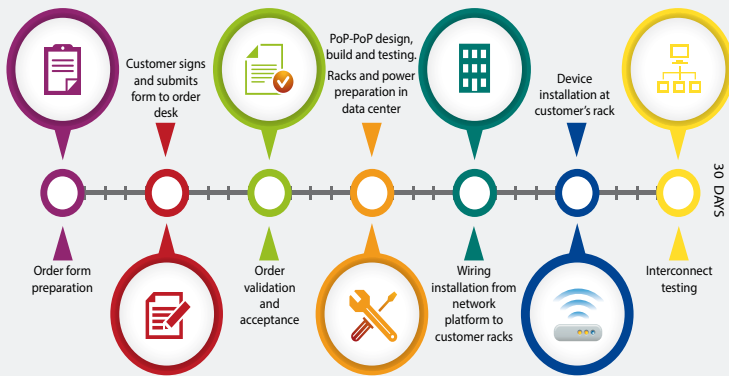 Customer signs
and submits
form to order
desk
PoP-PoP design,
build and testing.
Racks and power
preparation in
data center
Device
installation at
customer's rack
30 DAYS
Order form
preparation
Order
validation
and
acceptance
Wiring
installation from
network
platform to
customer racks
Interconnect
testing